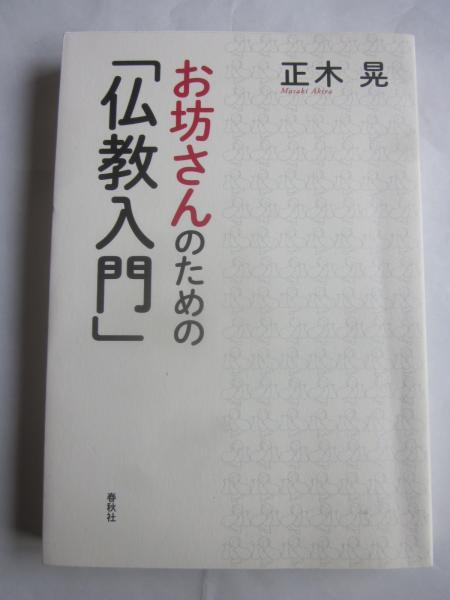 正木 晃
Masaki Akira
お坊さんのための
「仏教入門」
春秋社